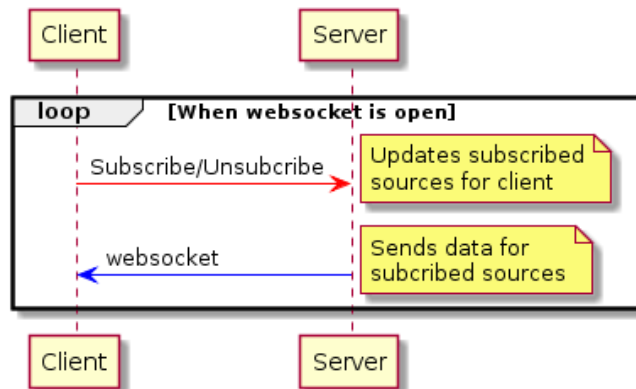 Client Server
loop [When websocket is open]
Subscribe/Unsubcribe
Updates subscribed
sources for client
websocket
Sends data for
subcribed sources
Client Server